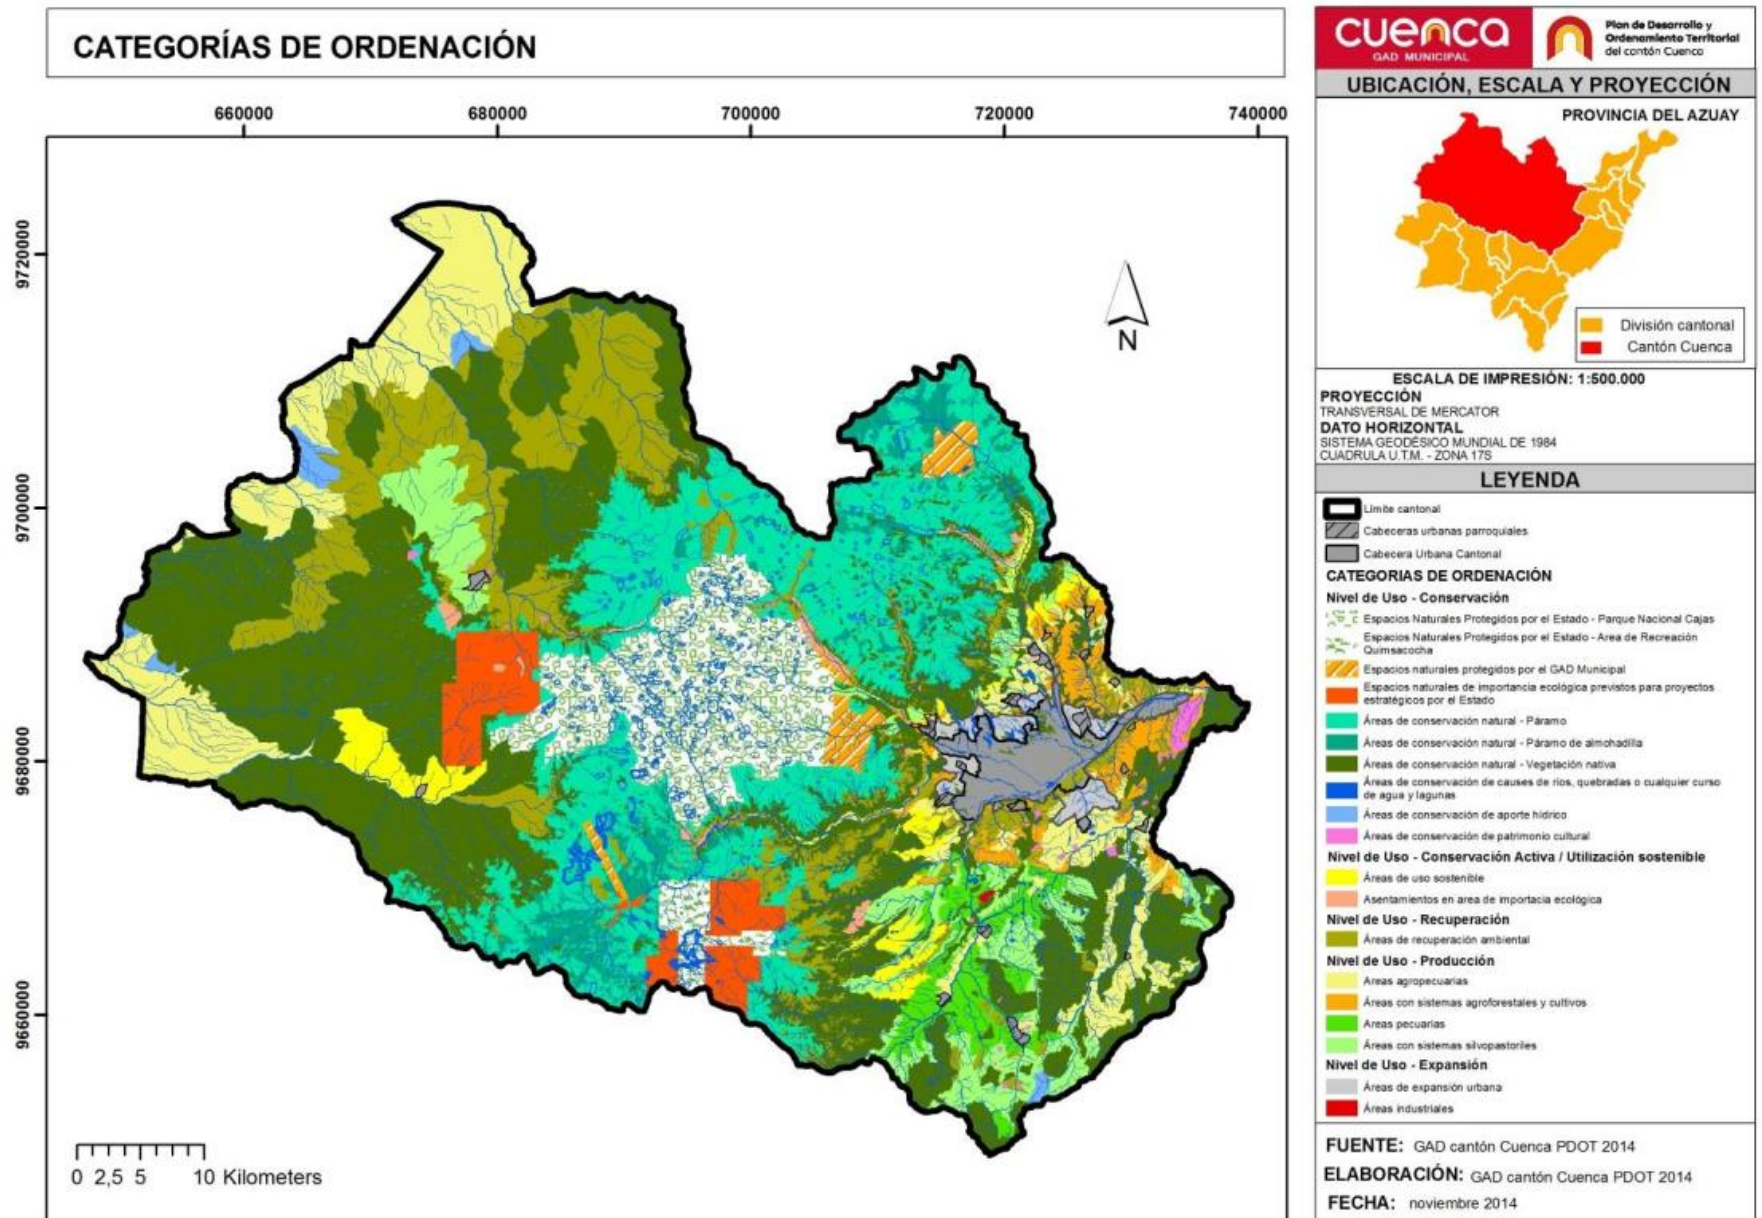 CATEGORÍAS DE ORDENACIÓN
660000
680000
700000
720000
740000
9720000
9700000
9680000
9660000
N
0 2,5 5 10 Kilometers
CUENCA
GAD MUNICIPAL
Plan de Desarrollo y
Ordenamiento Territorial
del cantón Cuenca
UBICACIÓN, ESCALA Y PROYECCIÓN
PROVINCIA DEL AZUAY
División cantonal
Cantón Cuenca
ESCALA DE IMPRESIÓN: 1:500.000
PROYECCIÓN
TRANSVERSAL DE MERCATOR
DATO HORIZONTAL
SISTEMA GEODÉSICO MUNDIAL DE 1984
CUADRULA U.T.M. - ZONA 17S
LEYENDA
Límite cantonal
Cabeceras urbanas parroquiales
Cabecera Urbana Cantonal
CATEGORIAS DE ORDENACIÓN
Nivel de Uso - Conservación
Espacios Naturales Protegidos por el Estado - Parque Nacional Cajas
Espacios Naturales Protegidos por el Estado - Area de Recreación
Quimsacocha
Espacios naturales protegidos por el GAD Municipal
Espacios naturales de importancia ecológica previstos para proyectos
estratégicos por el Estado
Áreas de conservación natural - Páramo
Áreas de conservación natural - Páramo de almohadilla
Áreas de conservación natural - Vegetación nativa
Áreas de conservación de causes de ríos, quebradas o cualquier curso
de agua y lagunas
Áreas de conservación de aporte hídrico
Áreas de conservación de patrimonio cultural
Nivel de Uso - Conservación Activa / Utilización sostenible
Áreas de uso sostenible
Asentamientos en area de importacia ecológica
Nivel de Uso - Recuperación
Áreas de recuperación ambiental
Nivel de Uso - Producción
Areas agropecuarias
Áreas con sistemas agroforestales y cultivos
Areas pecuarias
Áreas con sistemas silvopastoriles
Nivel de Uso - Expansión
Áreas de expansión urbana
Áreas industriales
FUENTE: GAD cantón Cuenca PDOT 2014
ELABORACIÓN: GAD cantón Cuenca PDOT 2014
FECHA: noviembre 2014